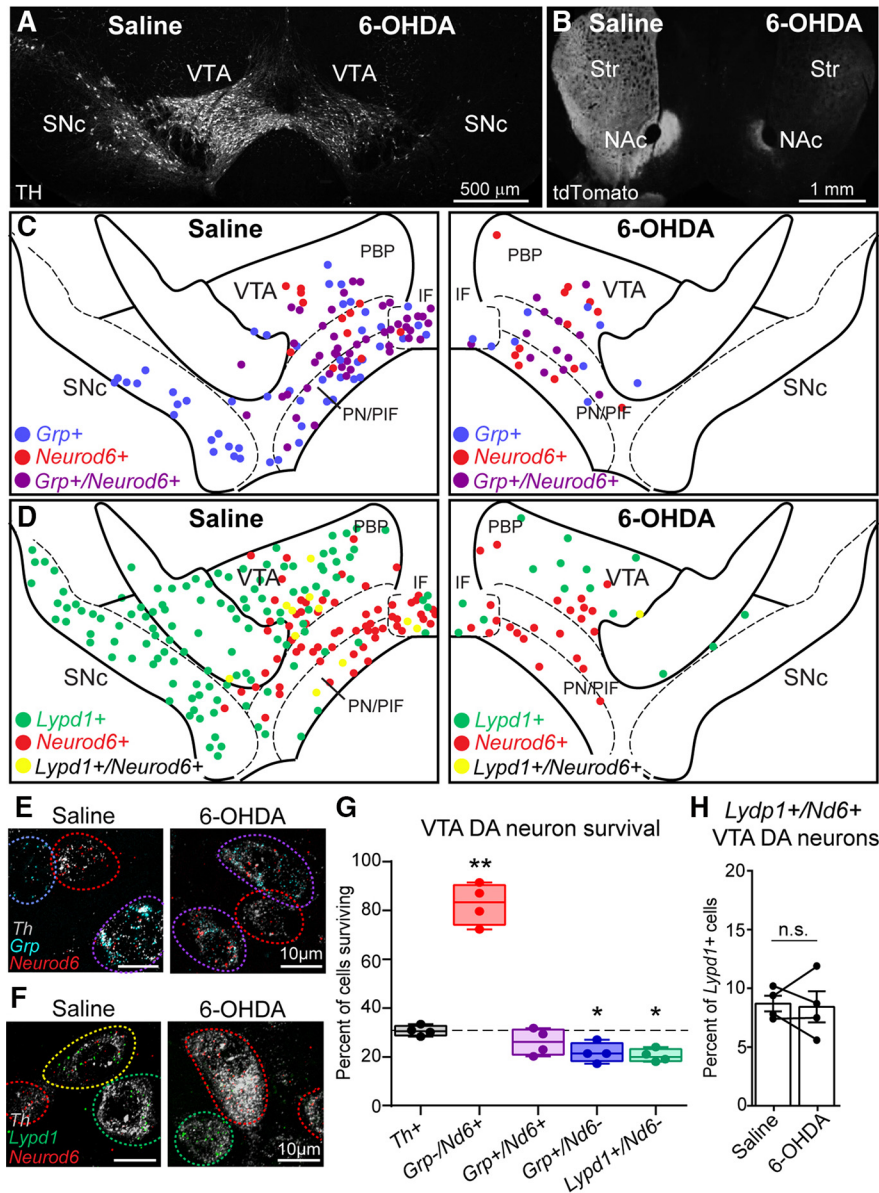 A
Saline
6-OHDA
VTA
VTA
SNc
SNc
TH
500 µm
B
Saline
6-OHDA
Str
Str
NAc
NAc
tdTomato
1 mm
C
Saline
PBP
VTA
IF
SNc
PN/PIF
Grp+
Neurod6+
Grp+/Neurod6+
6-OHDA
PBP
IF
VTA
SNc
PN/PIF
Grp+
Neurod6+
Grp+/Neurod6+
D
Saline
PBP
VTA
IF
SNc
PN/PIF
Lypd1+
Neurod6+
Lypd1+/Neurod6+
6-OHDA
PBP
IF
VTA
SNc
PN/PIF
Lypd1+
Neurod6+
Lypd1+/Neurod6+
E
Saline
6-OHDA
Th
Grp
Neurod6
10µm
F
Saline
6-OHDA
Th
Lypd1
Neurod6
10µm
G
VTA DA neuron survival
Percent of cells surviving
100
80
60
40
20
0
**
*
*
Th+
Grp-/Nd6+
Grp+/Nd6+
Grp+/Nd6-
Lypd1+/Nd6-
H
Lydp1+/Nd6+
VTA DA neurons
Percent of Lypd1+ cells
20
15
10
5
0
n.s.
Saline
6-OHDA